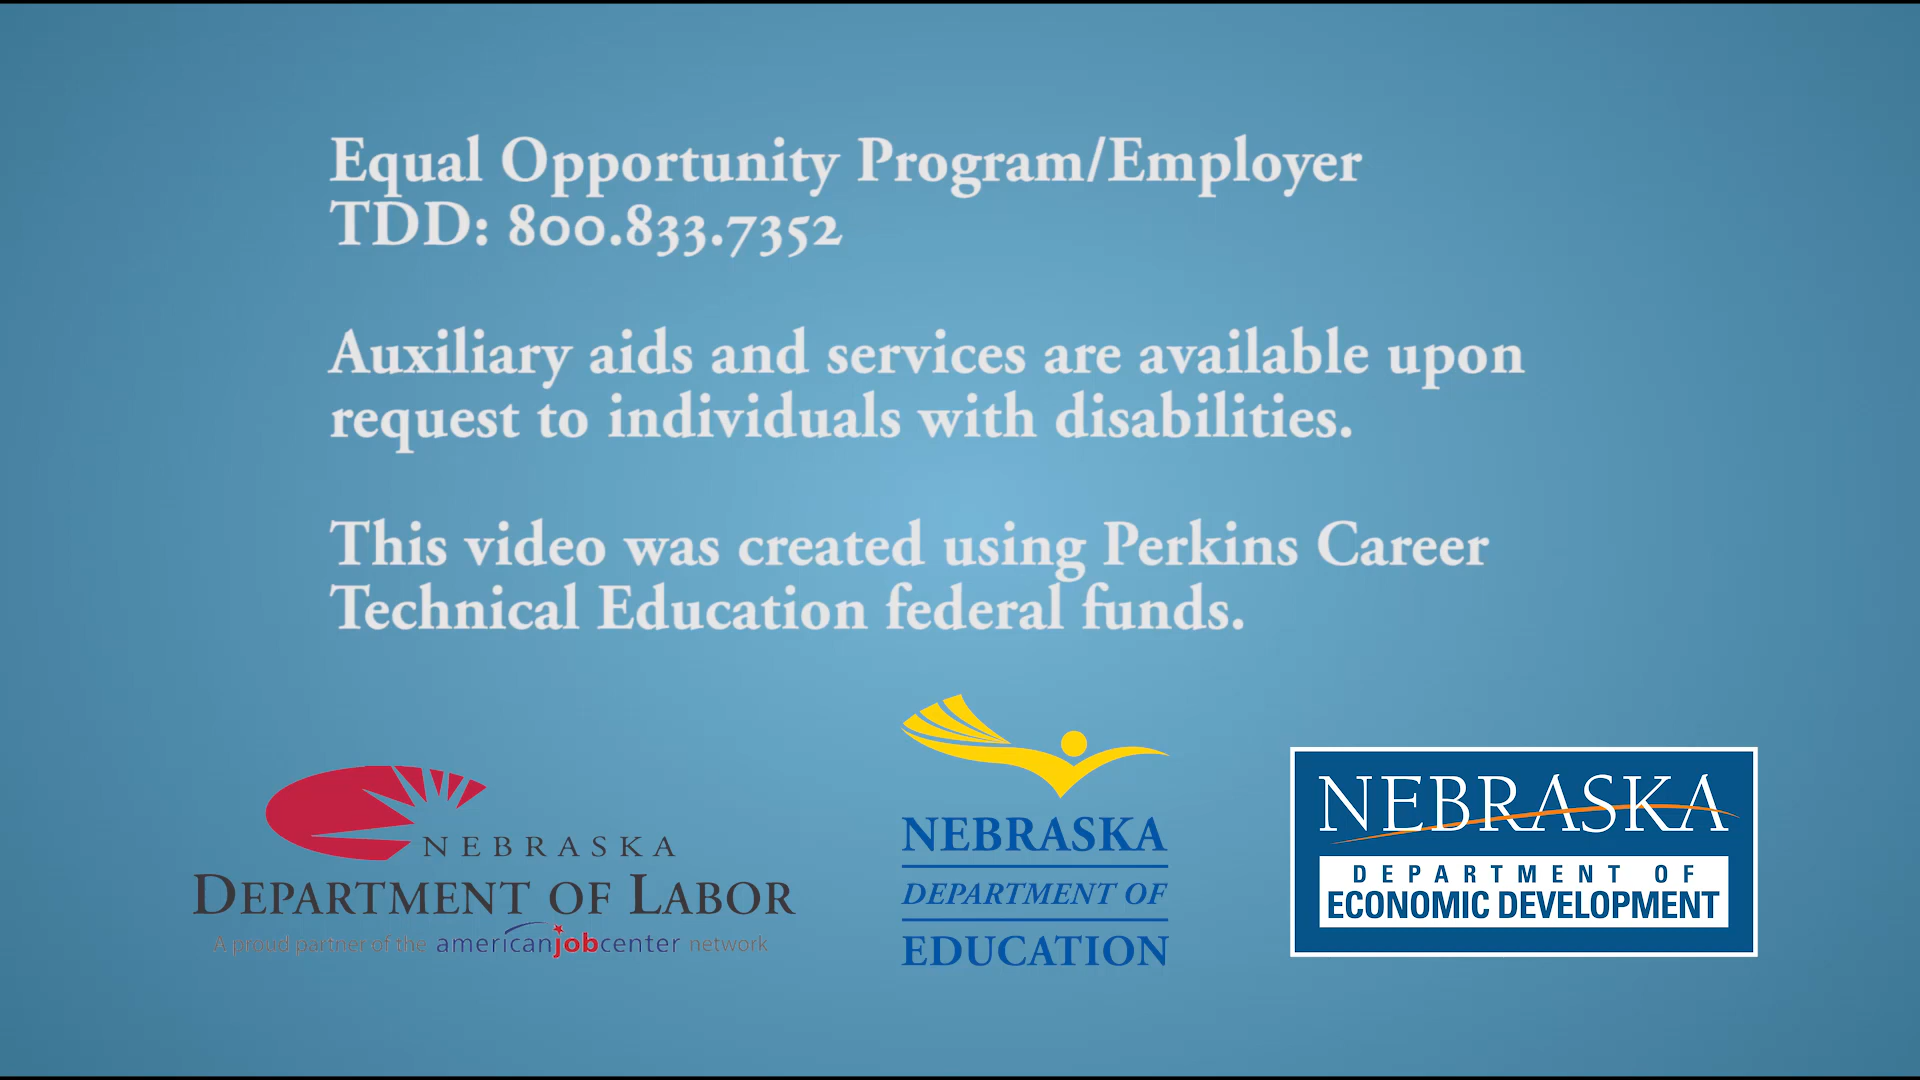 Equal Opportunity Program/Employer
TDD: 800.833.7352
Auxiliary aids and services are available upon
request to individuals with disabilities.
This video was created using Perkins Career
Technical Education federal funds.
NEBRASKA
DEPARTMENT OF LABOR
A proud partner of the americanjobcenter network
NEBRASKA
DEPARTMENT OF
EDUCATION
NEBRASKA
DEPARTMENT OF
ECONOMIC DEVELOPMENT